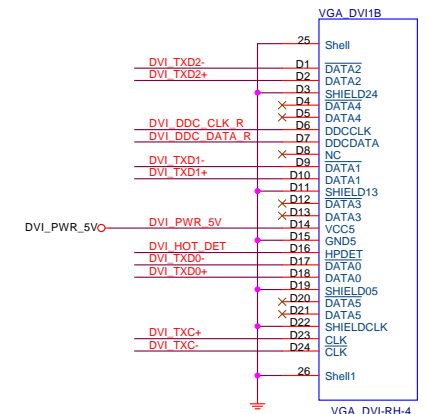 VGA_DVI1B
25 Shell
DVI_TXD2- D1 DATA2
DVI_TXD2+ D2 DATA2
D3 SHIELD24
D4 DATA4
D5 DATA4
DVI_DDC_CLK_R D6 DDCCLK
DVI_DDC_DATA_R D7 DDCDATA
D8 NC
DVI_TXD1- D9 DATA1
DVI_TXD1+ D10 DATA1
D11 SHIELD13
D12 DATA3
D13 DATA3
DVI_PWR_5V DVI_PWR_5V D14 VCC5
D15 GND5
DVI_HOT_DET D16 HPDET
DVI_TXD0- D17 DATA0
DVI_TXD0+ D18 DATA0
D19 SHIELD05
D20 DATA5
D21 DATA5
D22 SHIELDCLK
DVI_TXC+ D23 CLK
DVI_TXC- D24 CLK
26 Shell1
VGA_DVI-RH-4